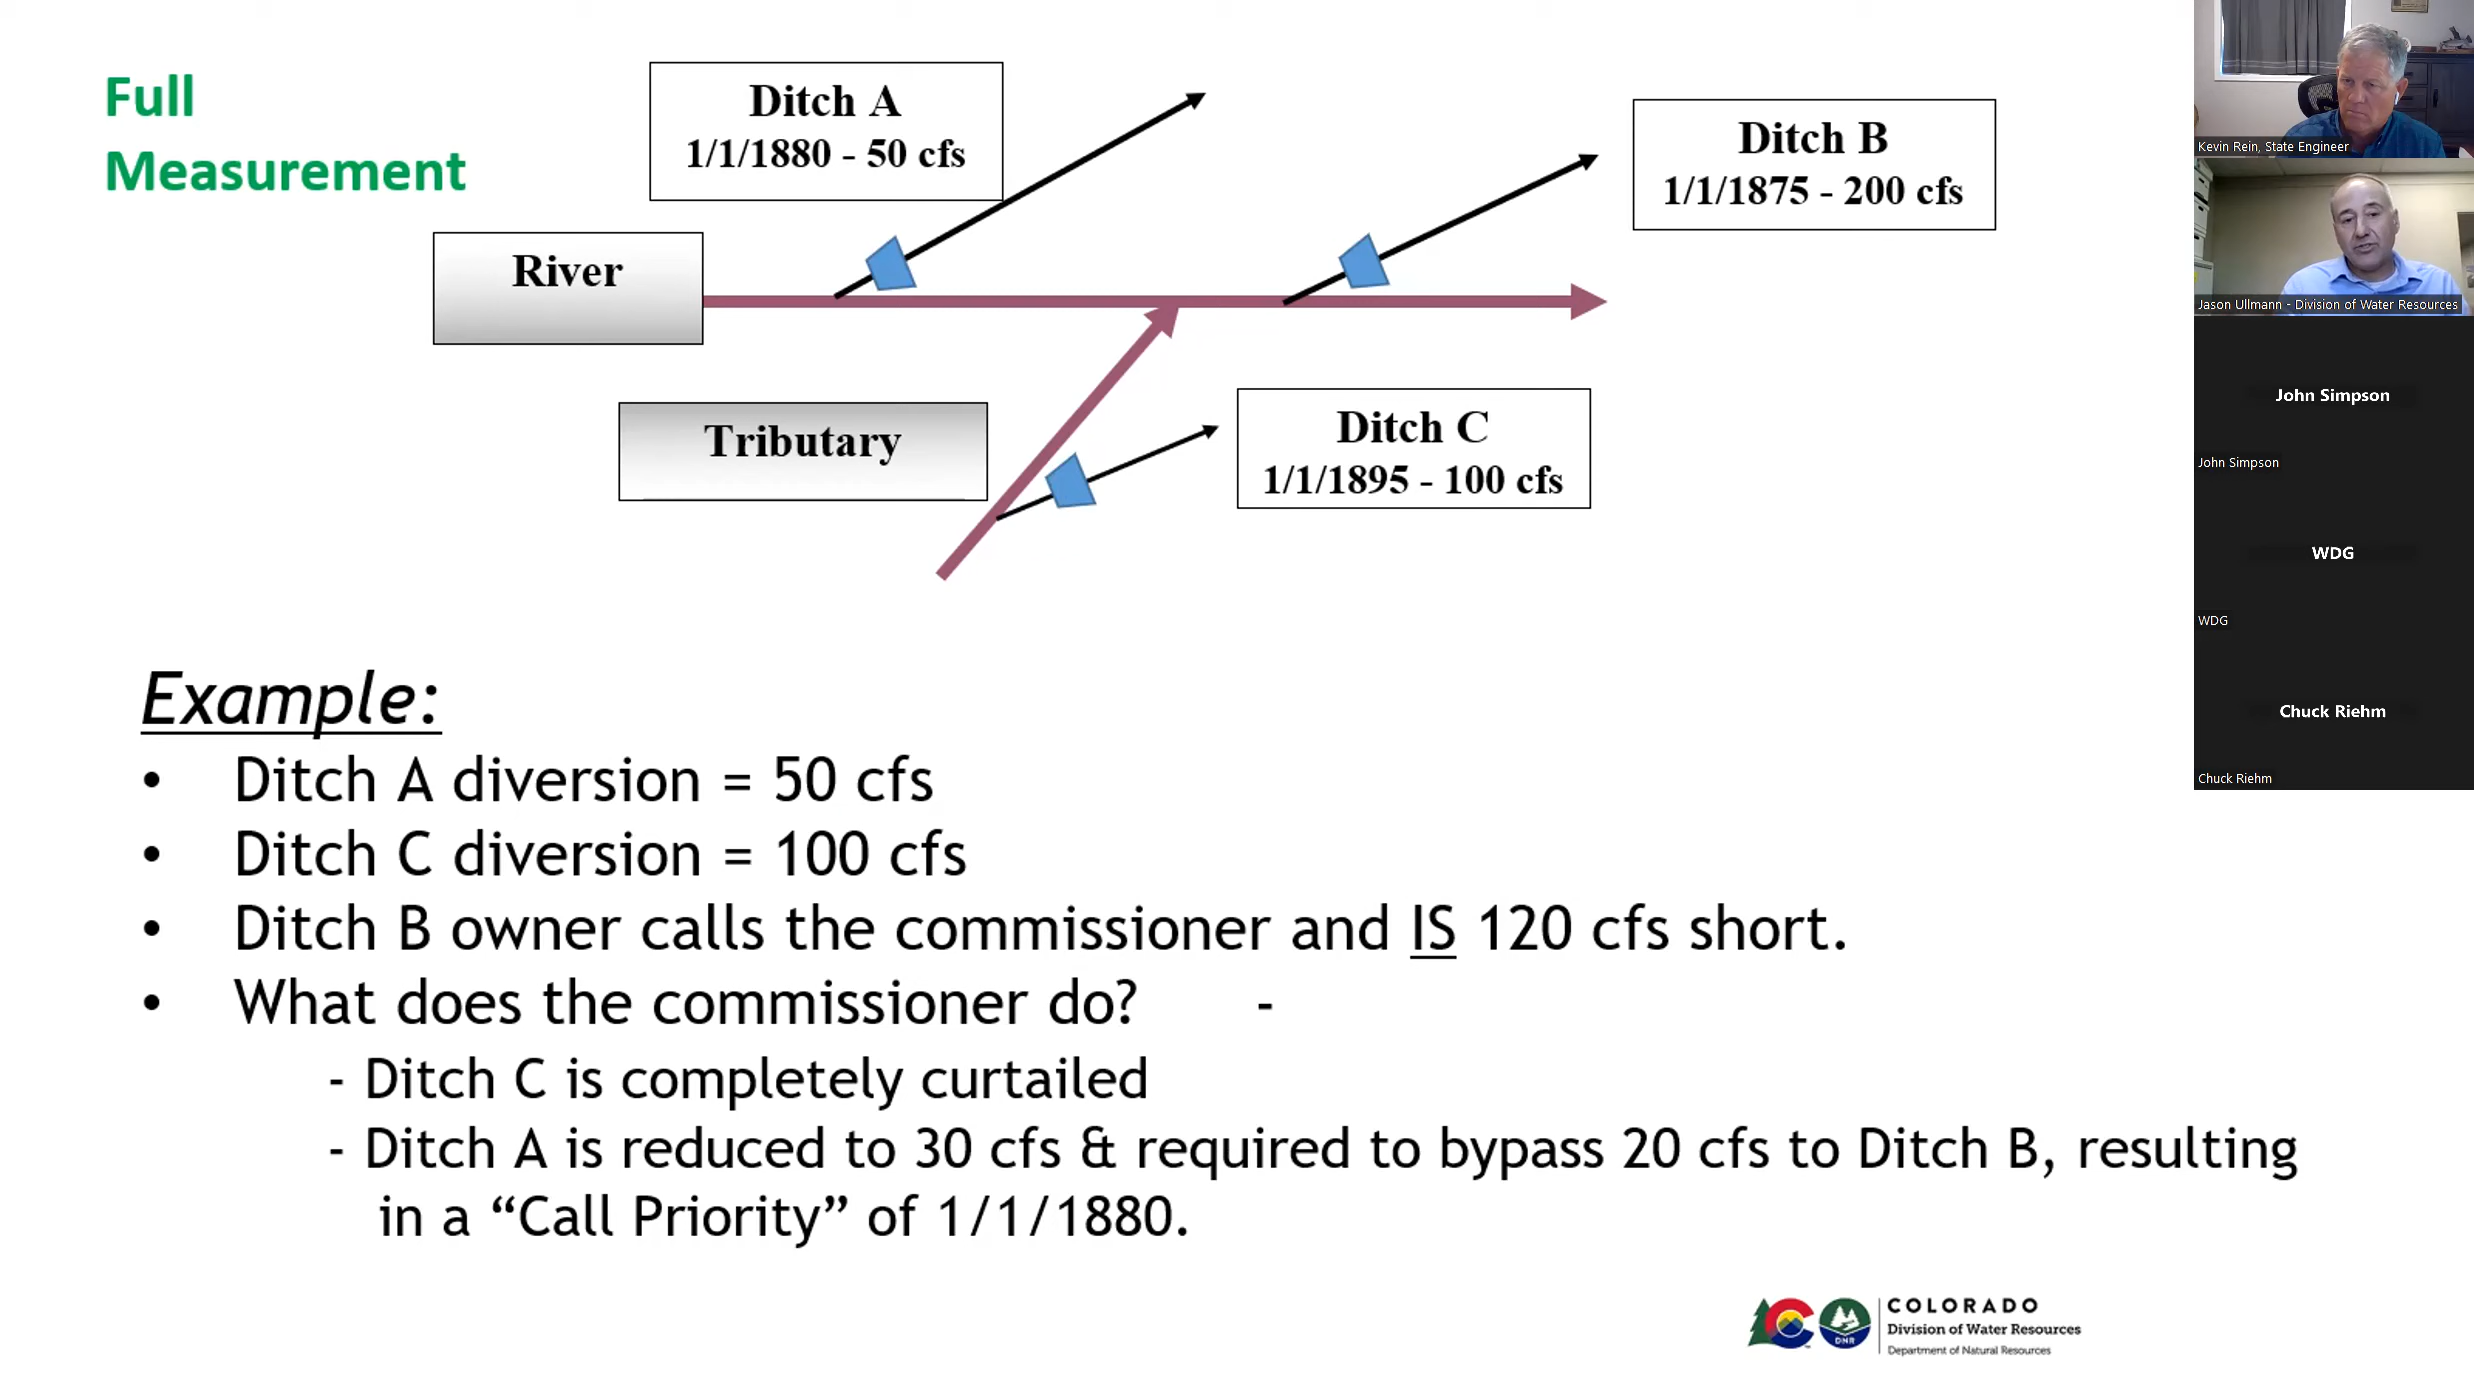 Full
Measurement
Ditch A
1/1/1880 - 50 cfs
Ditch B
1/1/1875 - 200 cfs
River
Tributary
Ditch C
1/1/1895 - 100 cfs
Example:
• Ditch A diversion = 50 cfs
• Ditch C diversion = 100 cfs
• Ditch B owner calls the commissioner and IS 120 cfs short.
• What does the commissioner do? -
- Ditch C is completely curtailed
- Ditch A is reduced to 30 cfs & required to bypass 20 cfs to Ditch B, resulting
in a “Call Priority” of 1/1/1880.
COLORADO
Division of Water Resources
Department of Natural Resources
DNR
Kevin Rein, State Engineer
Jason Ullmann - Division of Water Resources
John Simpson
John Simpson
WDG
WDG
Chuck Riehm
Chuck Riehm